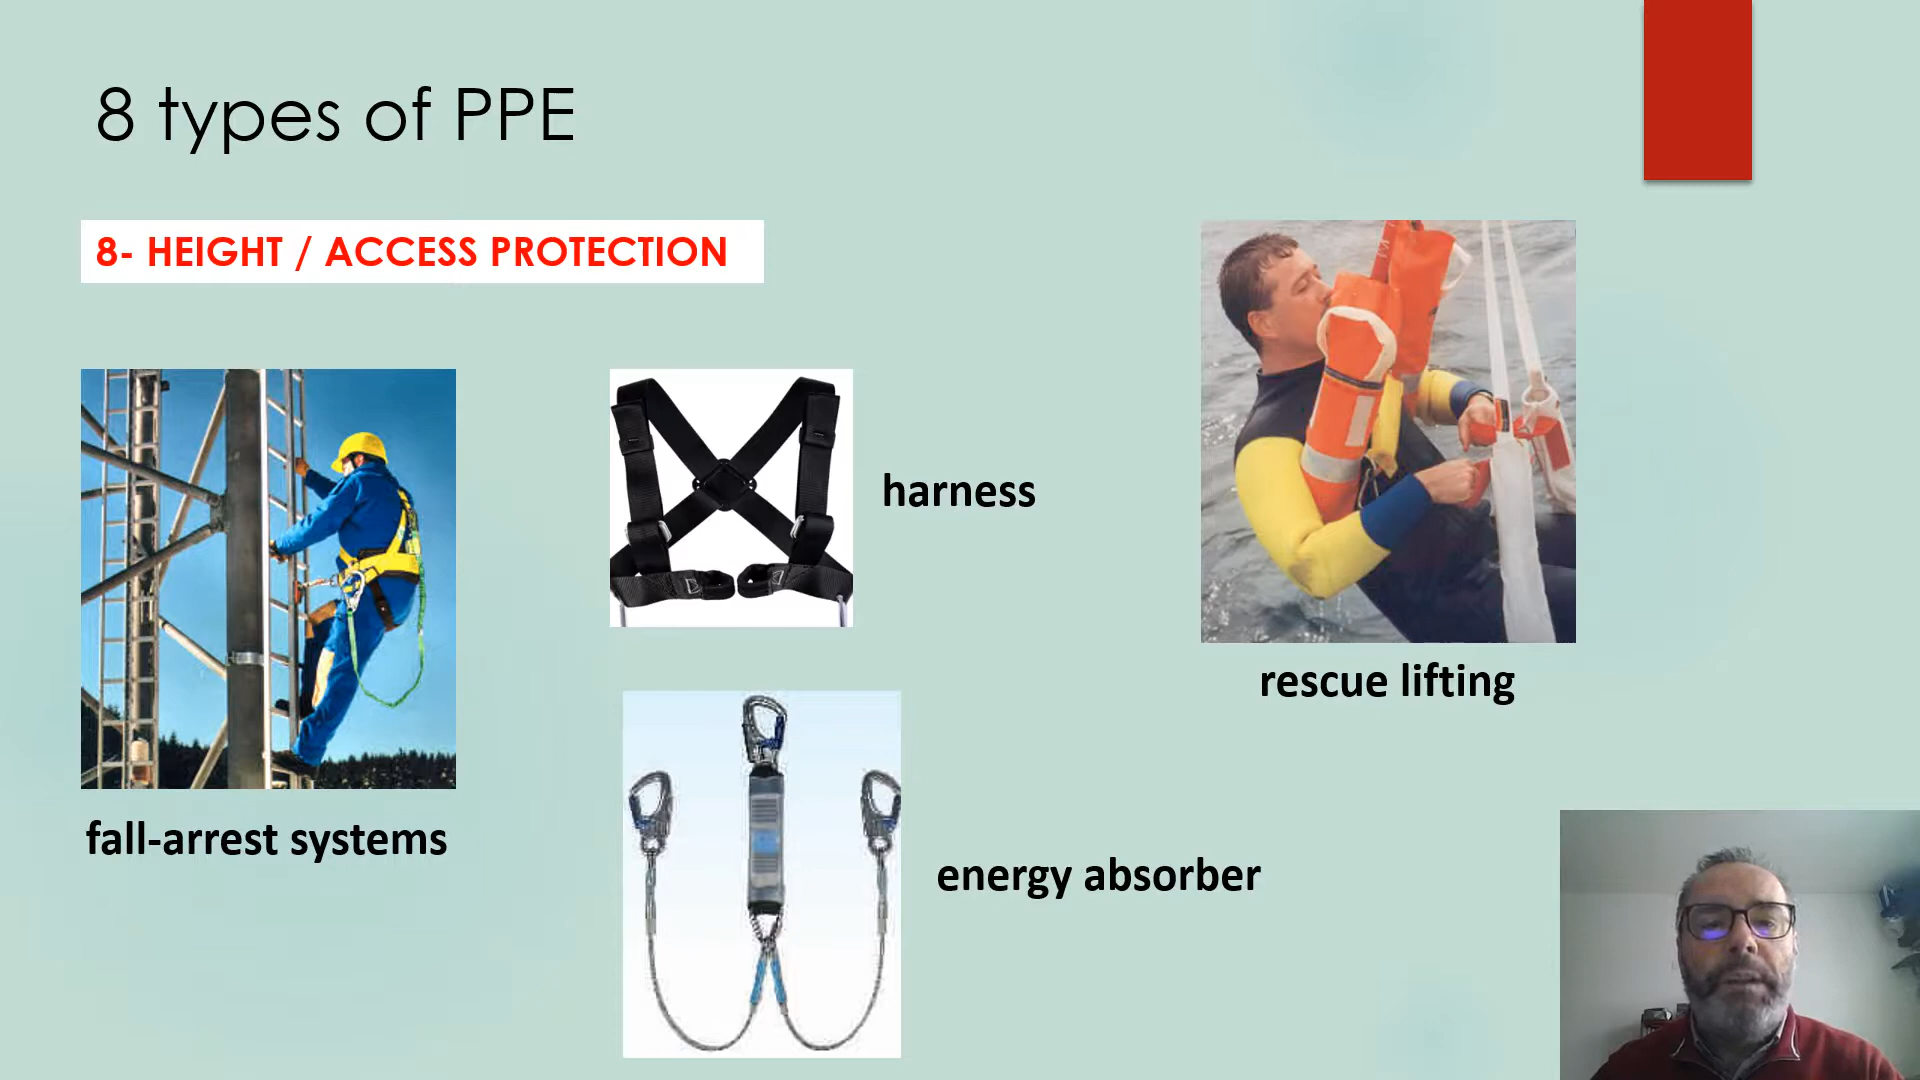 8 types of PPE
8- HEIGHT / ACCESS PROTECTION
harness
rescue lifting
fall-arrest systems
energy absorber